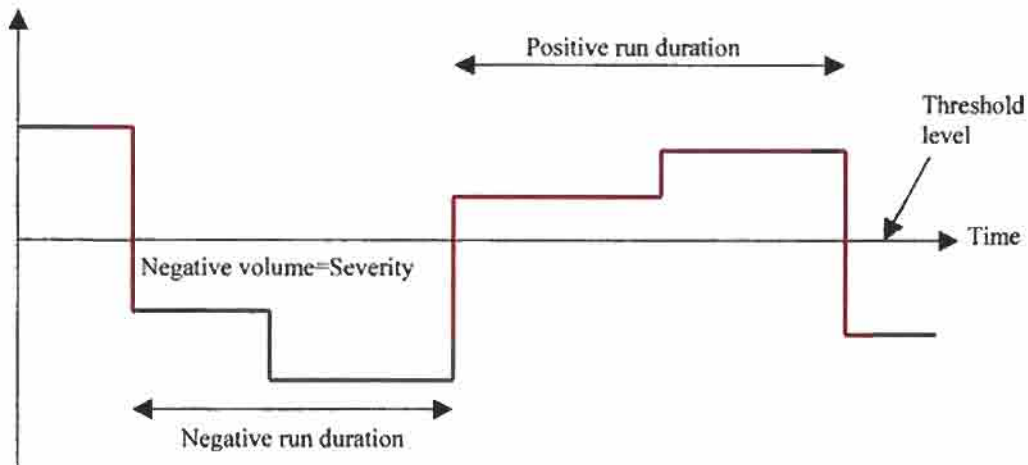 Positive run duration
Threshold
level
Time
Negative volume=Severity
Negative run duration